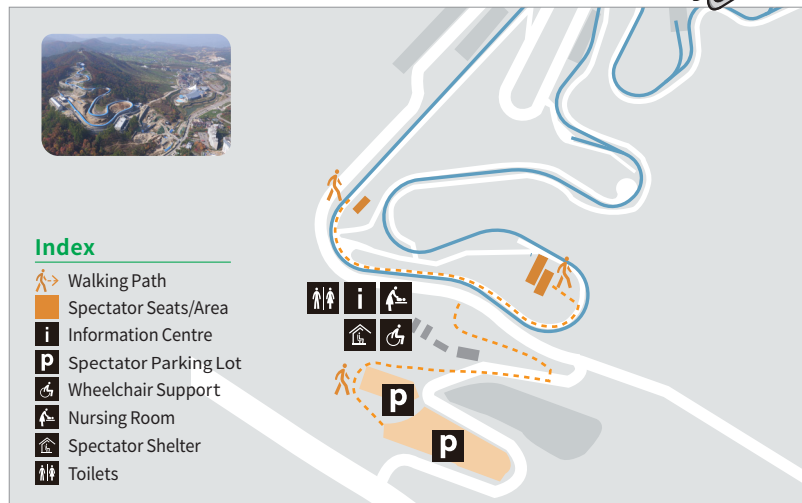 Index
Walking Path
Spectator Seats/Area
i Information Centre
P Spectator Parking Lot
Wheelchair Support
Nursing Room
Spectator Shelter
Toilets
i
P
P